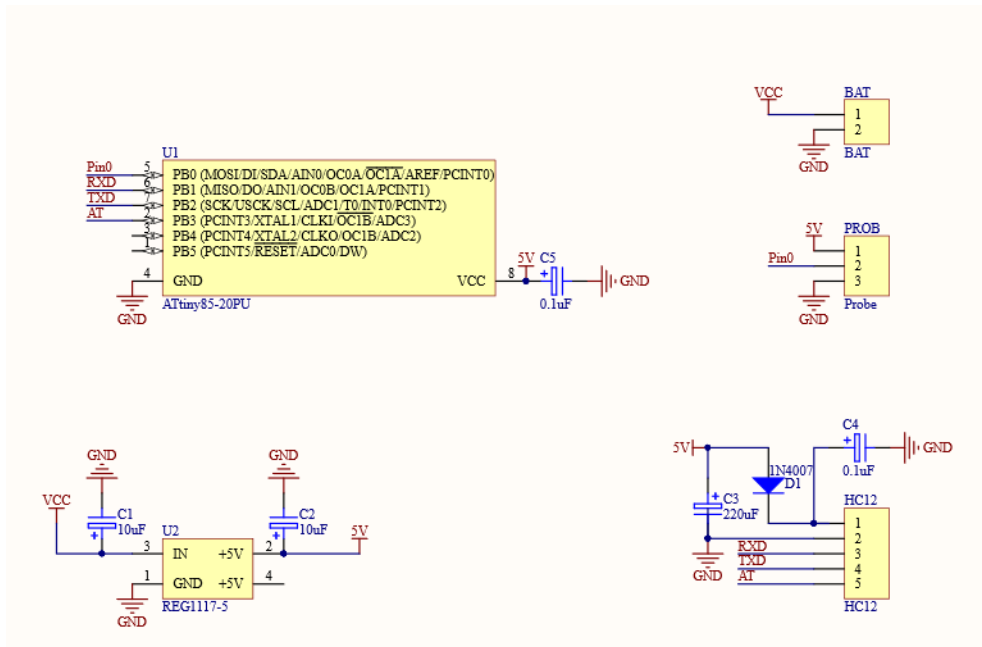 U1
Pin0 5 PB0 (MOSI/DI/SDA/AIN0/OC0A/OC1A/AREF/PCINT0)
RXD 6 PB1 (MISO/DO/AIN1/OC0B/OC1A/PCINT1)
TXD 7 PB2 (SCK/USCK/SCL/ADC1/T0/INT0/PCINT2)
AT 2 PB3 (PCINT3/XTAL1/CLKI/OC1B/ADC3)
3 PB4 (PCINT4/XTAL2/CLKO/OC1B/ADC2)
1 PB5 (PCINT5/RESET/ADC0/DW)
4 GND VCC 8
GND
ATtiny85-20PU
5V C5
+
GND
0.1uF
VCC BAT
1
2
GND BAT
5V PROB
1
Pin0 2
3
GND Probe
GND GND
VCC
C1
10uF
+
C2
10uF
+
U2
5V
3 IN +5V 2
1 GND +5V 4
GND
REG1117-5
C4
+
5V GND
0.1uF
1N4007
D1
+
C3
220uF
HC12
1
2
RXD 3
TXD 4
AT 5
GND
HC12